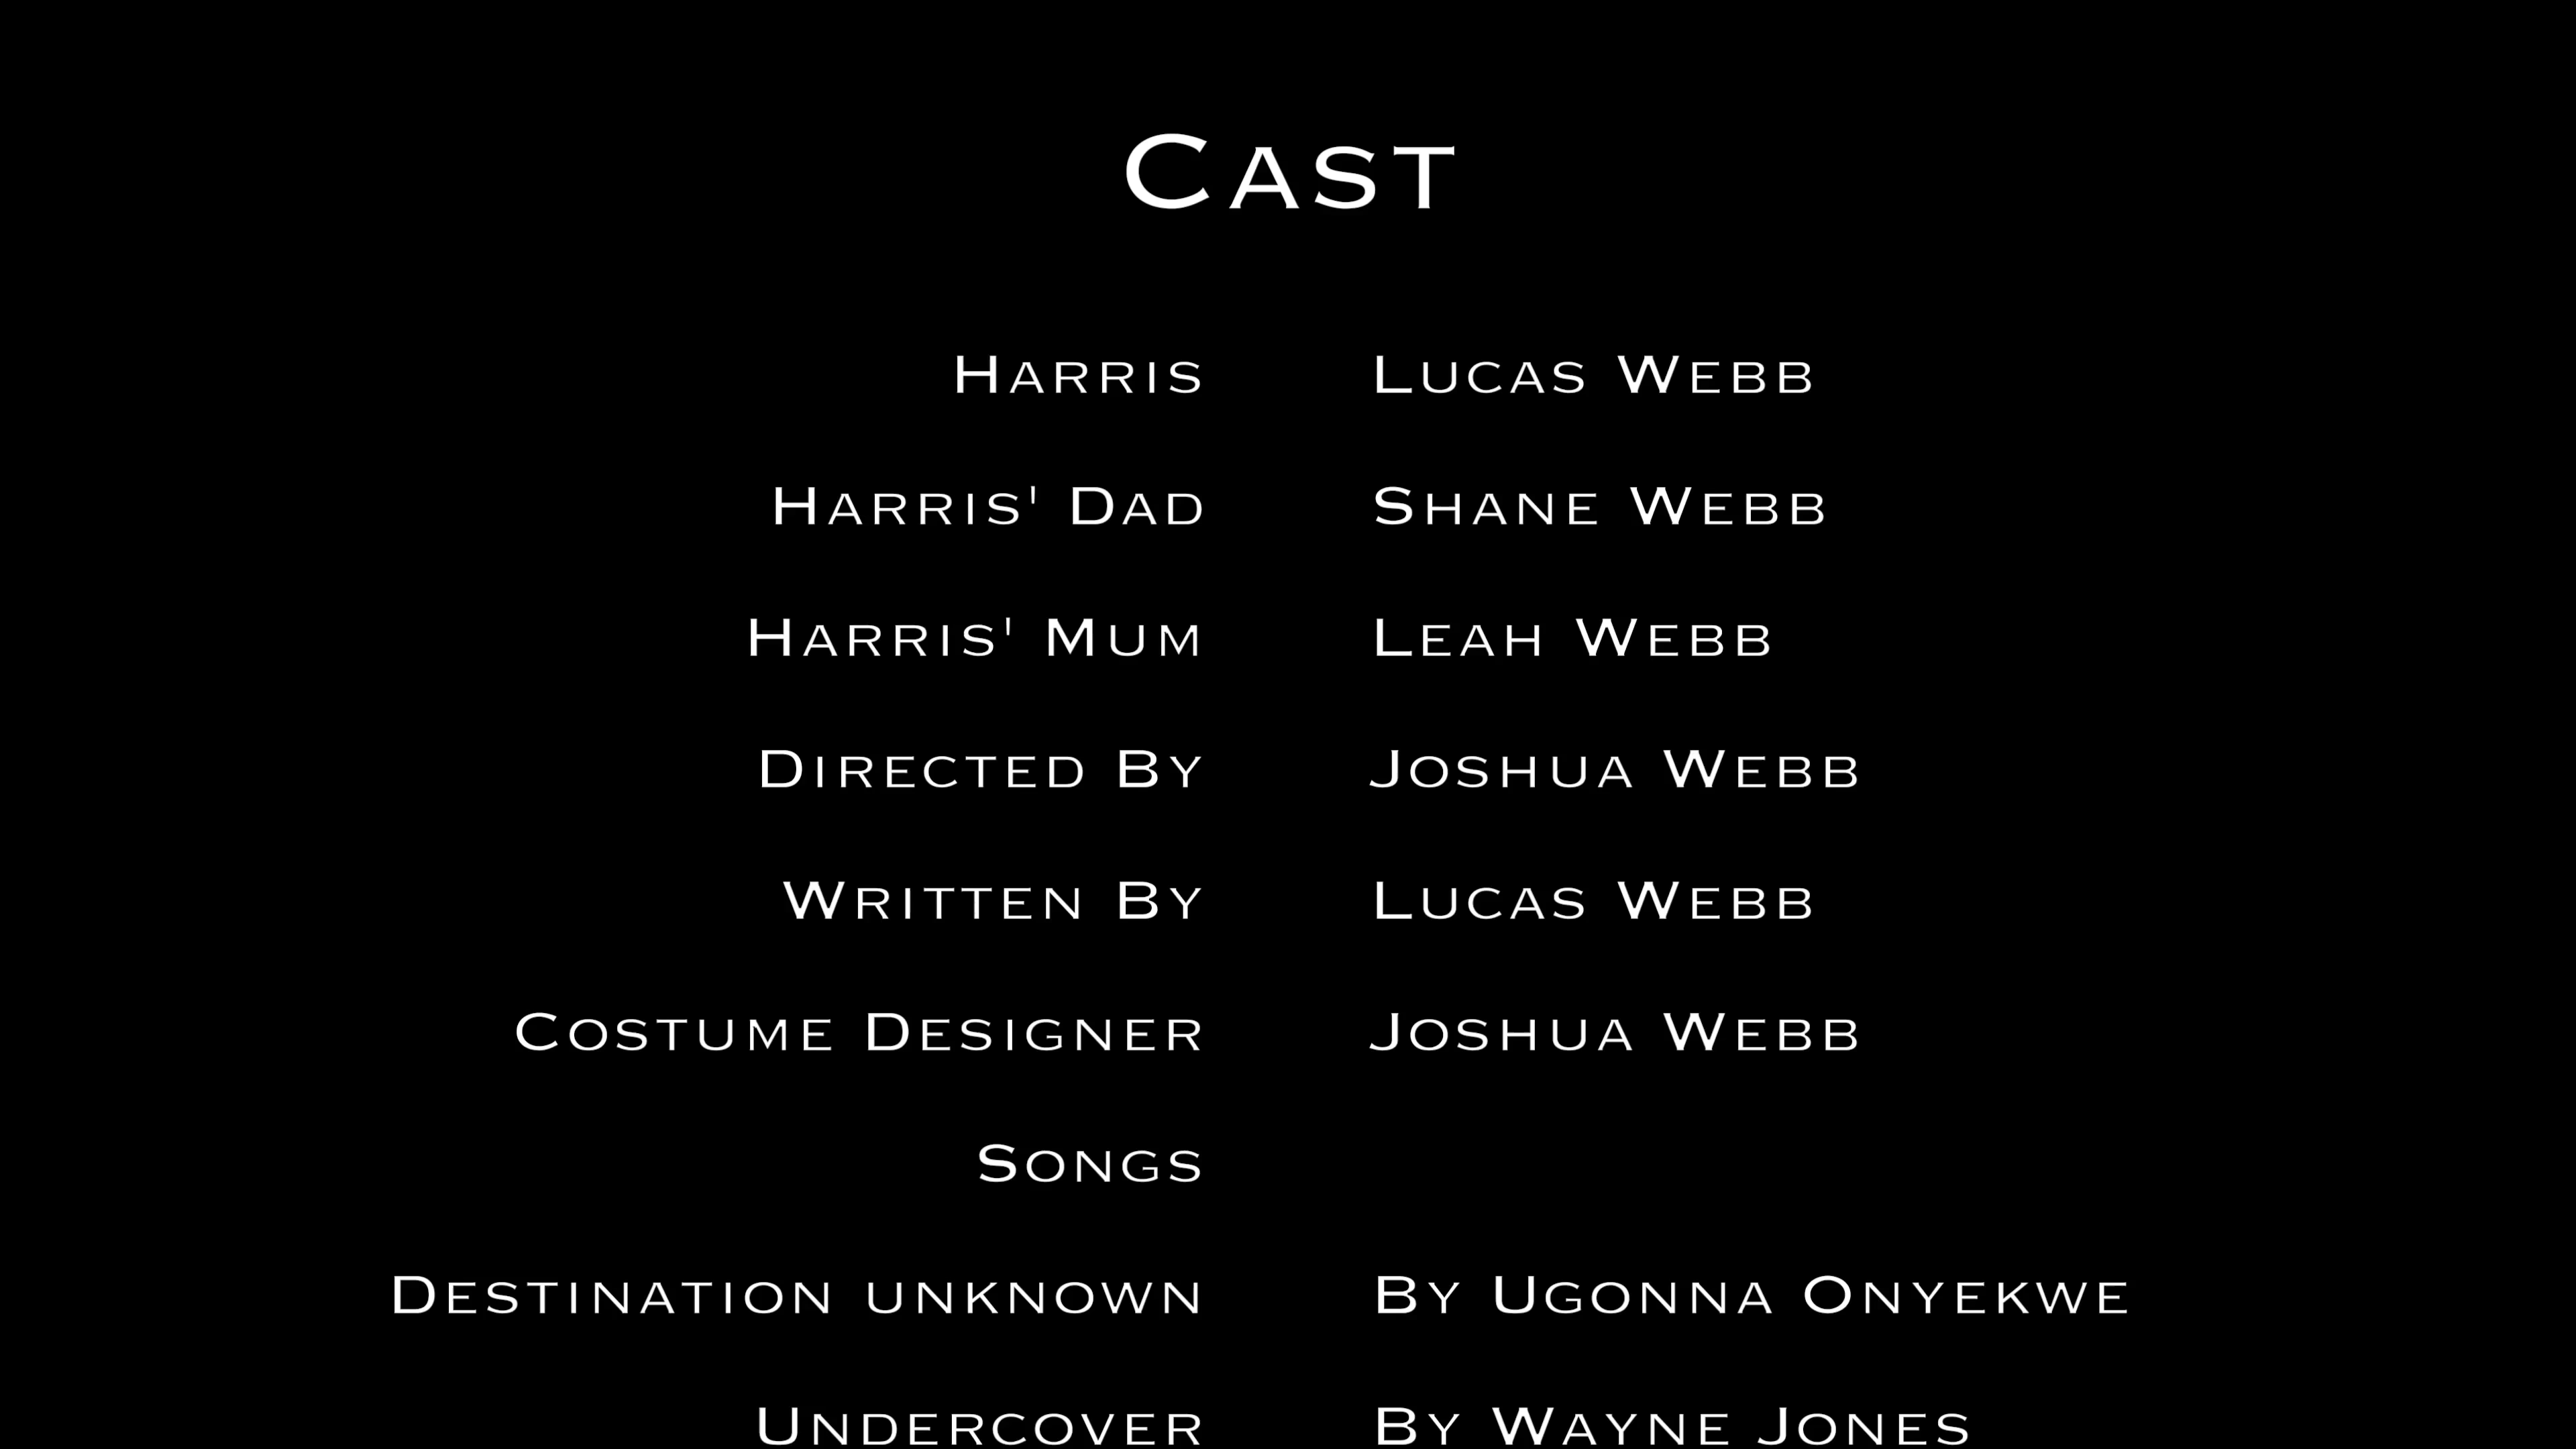 Cast
Harris Lucas Webb
Harris' Dad Shane Webb
Harris' Mum Leah Webb
Directed By Joshua Webb
Written By Lucas Webb
Costume Designer Joshua Webb
Songs
Destination unknown By Ugonna Onyekwe
Undercover By Wayne Jones